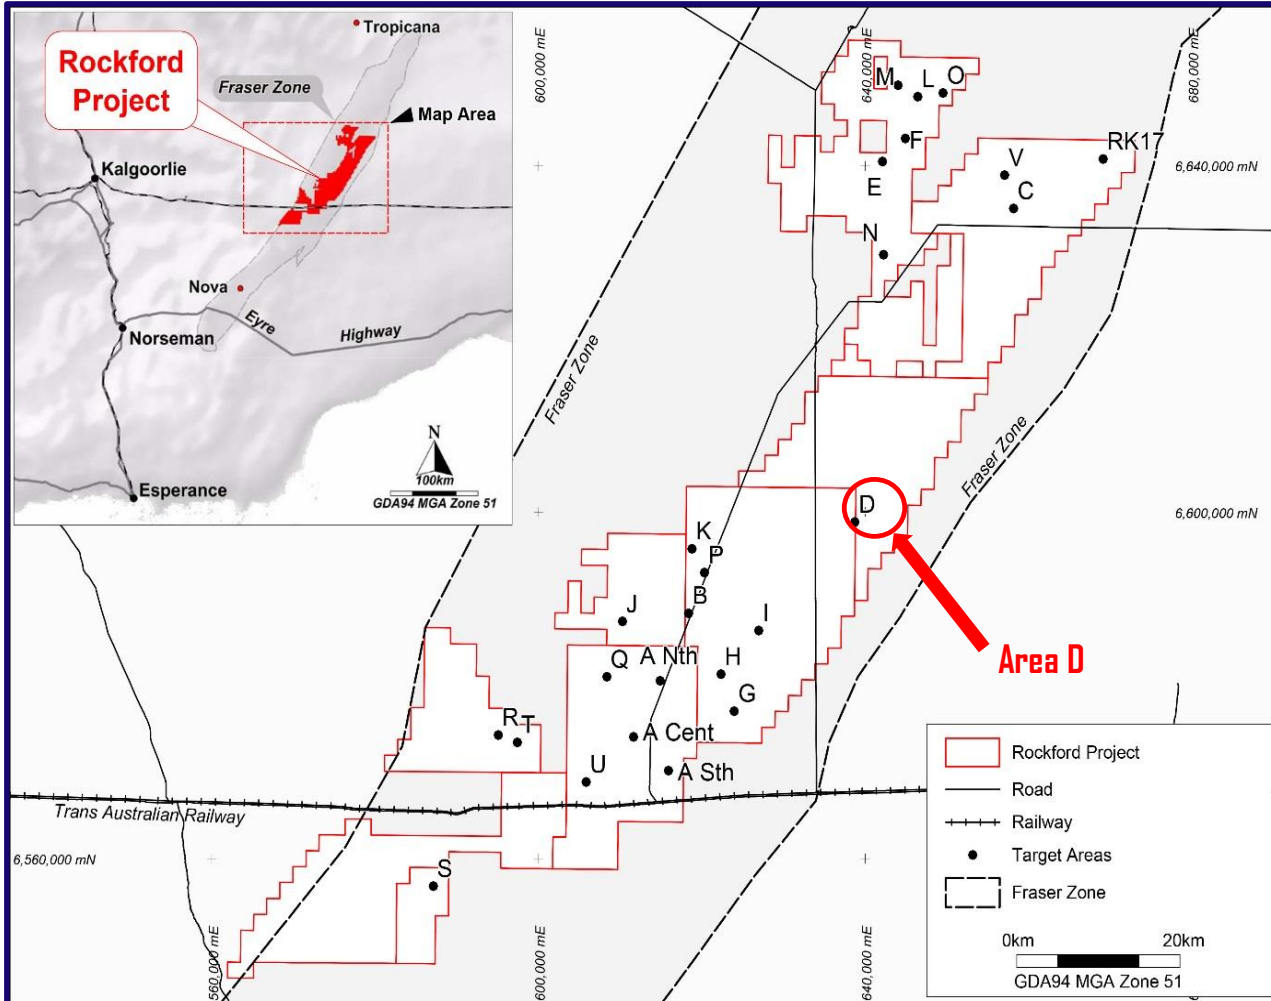 Tropicana
Rockford
Project
Fraser Zone
Map Area
Kalgoorlie
Nova
Eyre
Highway
Norseman
N
100km
GDA94 MGA Zone 51
Esperance
600,000 mE
640,000 mE
680,000 mE
M
L
O
F
E
V
RK17
C
6,640,000 mN
N
Fraser Zone
Fraser Zone
D
6,600,000 mN
K
P
B
J
I
Area D
Q
A Nth
H
G
R
T
A Cent
U
A Sth
Trans Australian Railway
6,560,000 mN
S
560,000 mE
600,000 mE
Rockford Project
Road
Railway
Target Areas
Fraser Zone
0km
20km
GDA94 MGA Zone 51